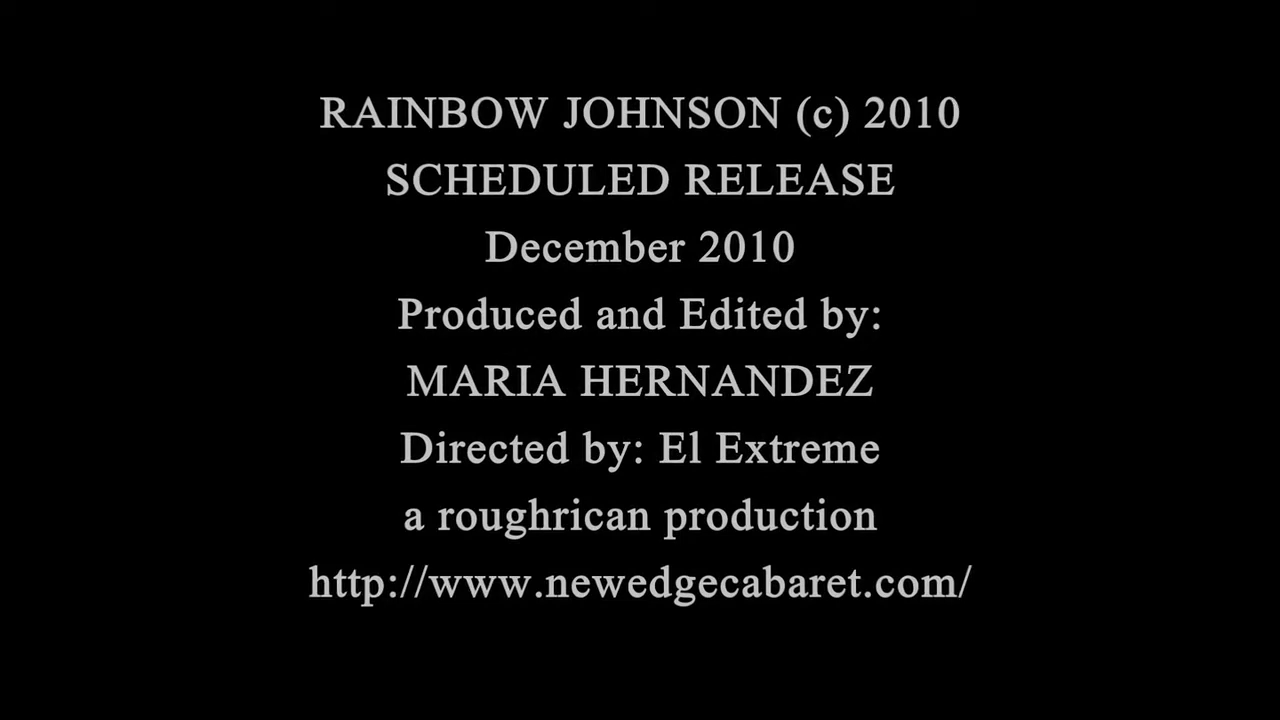 RAINBOW JOHNSON (c) 2010
SCHEDULED RELEASE
December 2010
Produced and Edited by:
MARIA HERNANDEZ
Directed by: El Extreme
a roughrican production
http://www.newedgecabaret.com/